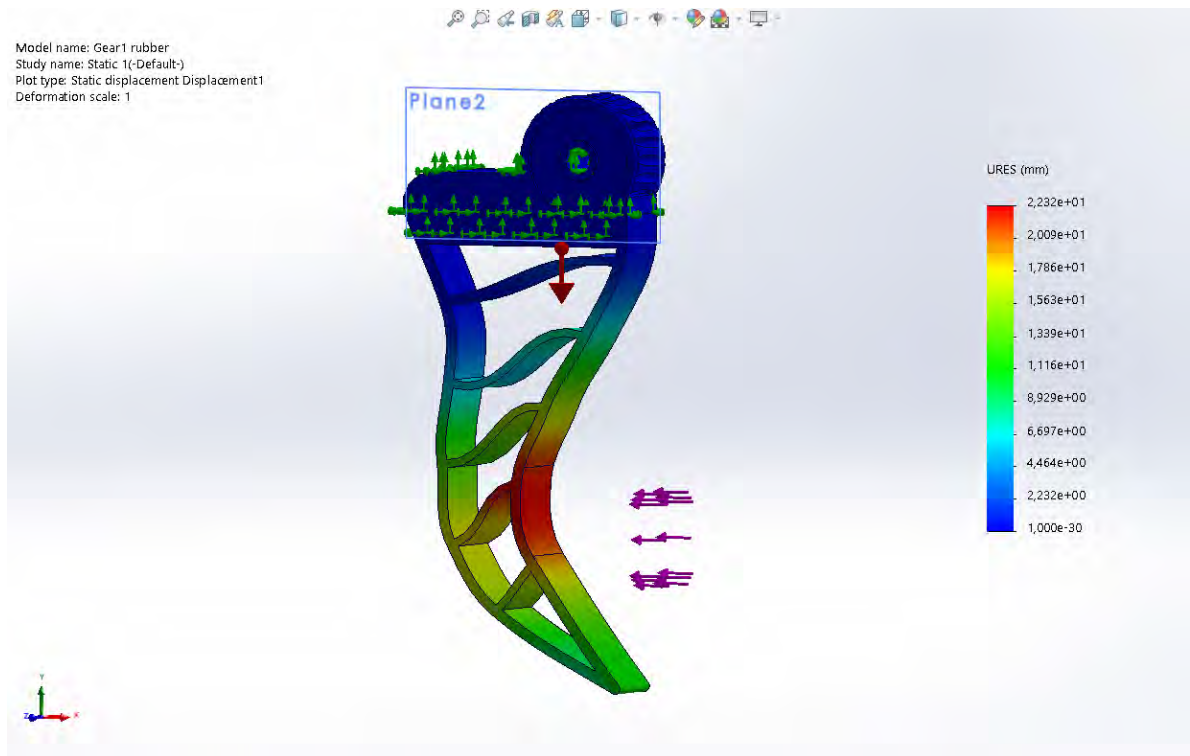 Model name: Gear1 rubber
Study name: Static 1(-Default-)
Plot type: Static displacement Displacement1
Deformation scale: 1
Plane2
URES (mm)
2,232e+01
2,009e+01
1,786e+01
1,563e+01
1,339e+01
1,116e+01
8,929e+00
6,697e+00
4,464e+00
2,232e+00
1,000e-30
Y
Z
X